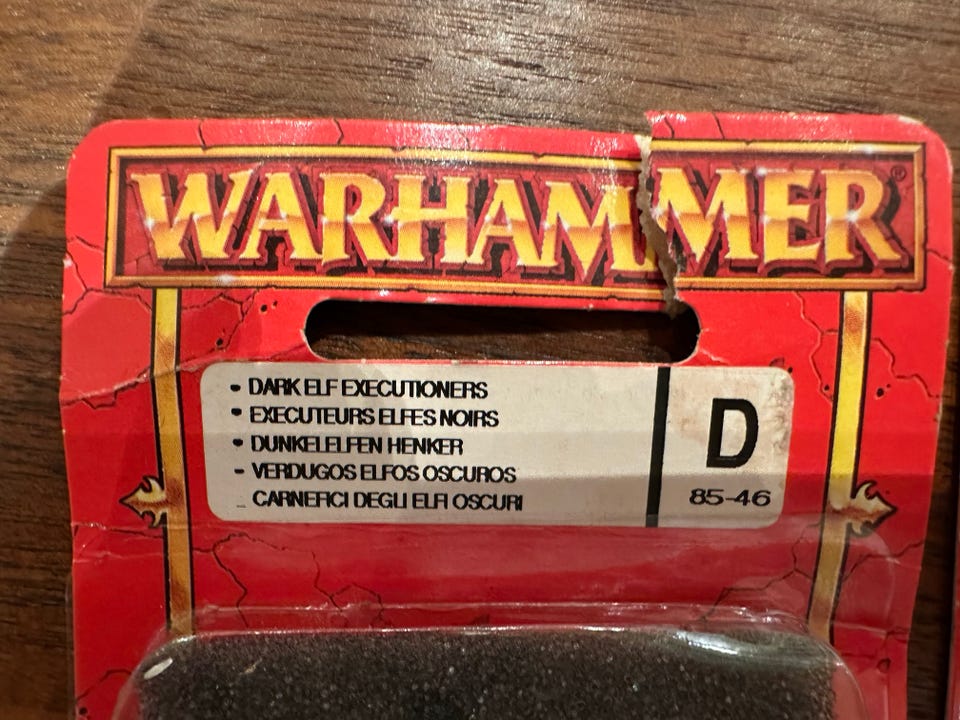 WARHAMMER®
• DARK ELF EXECUTIONERS
• EXECUTEURS ELFES NOIRS
• DUNKELELFEN HENKER
- VERDUGOS ELFOS OSCUROS
_ CARNEFICI DEGLI ELFI OSCURI
D
85-46